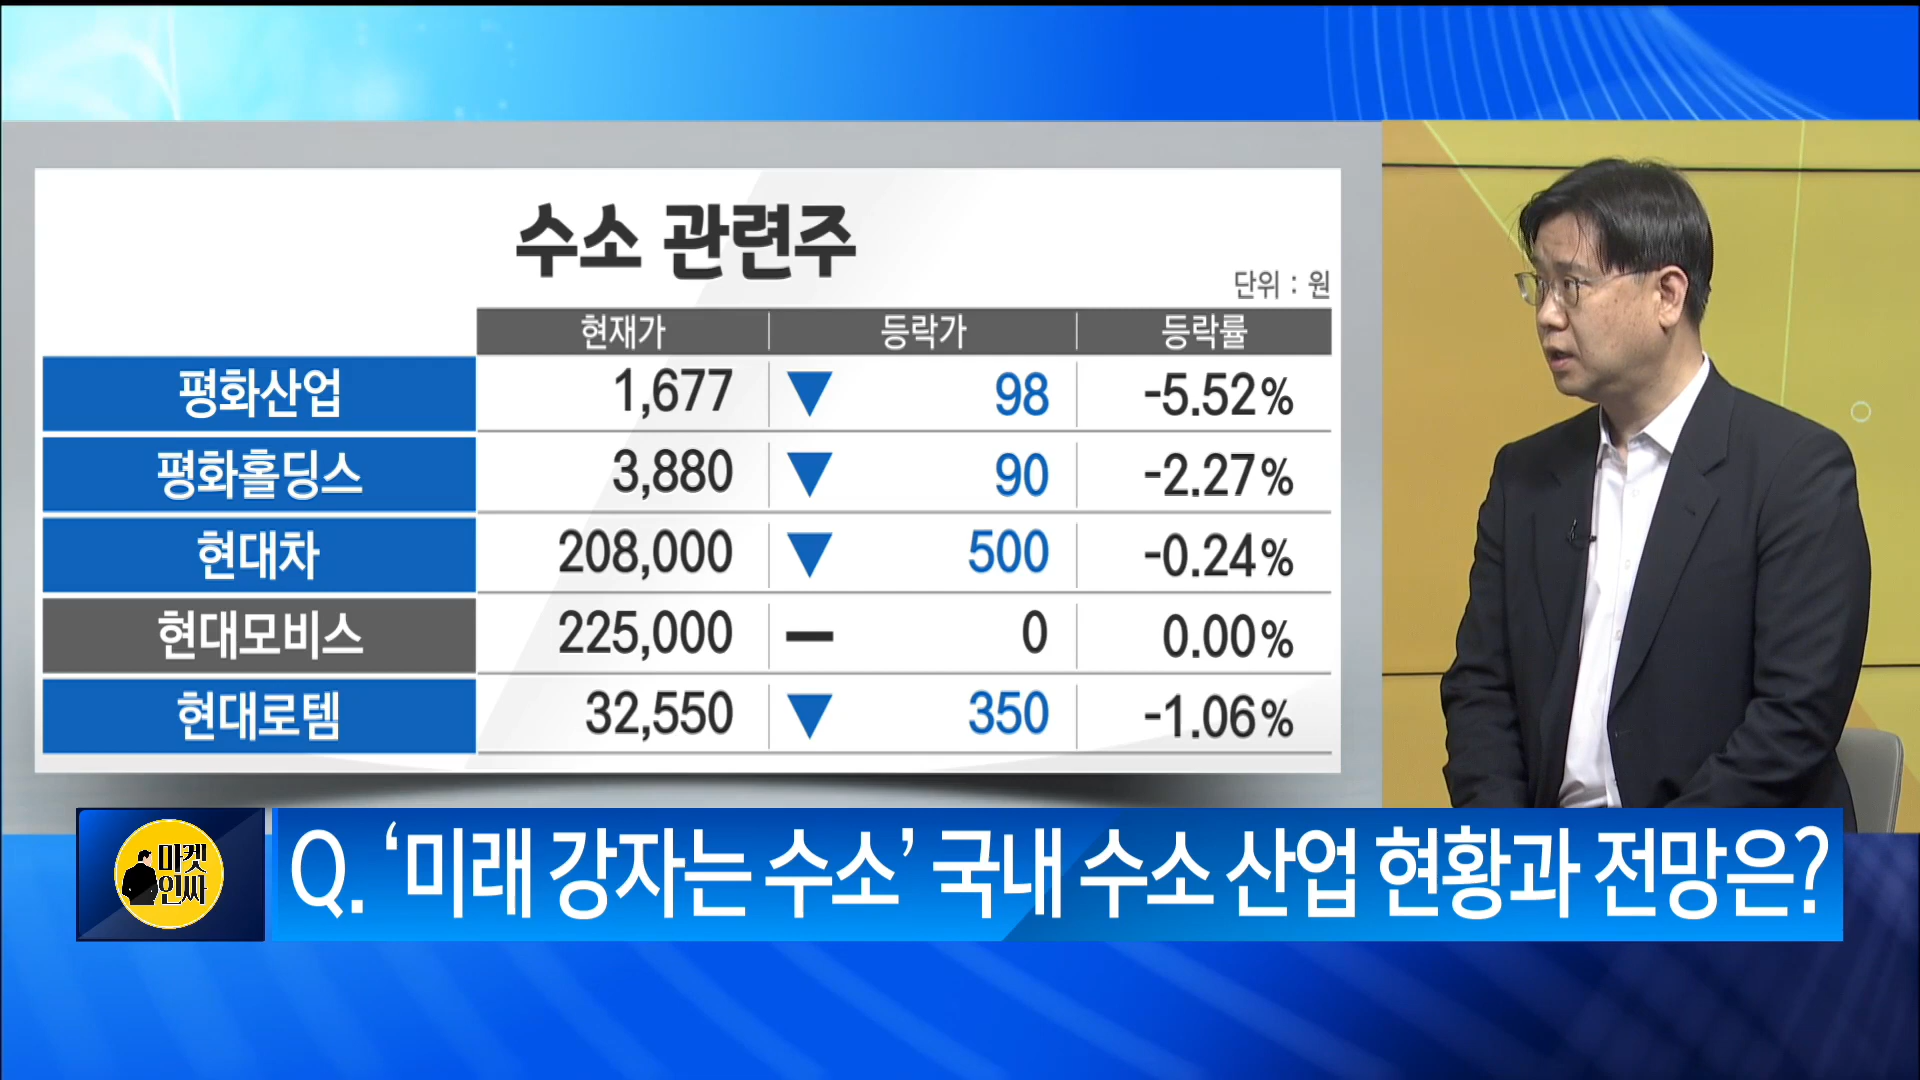 수소 관련주
단위 : 원
현재가 등락가 등락률
평화산업 1,677 ▼ 98 -5.52%
평화홀딩스 3,880 ▼ 90 -2.27%
현대차 208,000 ▼ 500 -0.24%
현대모비스 225,000 ━ 0 0.00%
현대로템 32,550 ▼ 350 -1.06%
마켓
인싸
Q. ‘미래 강자는 수소’ 국내 수소 산업 현황과 전망은?